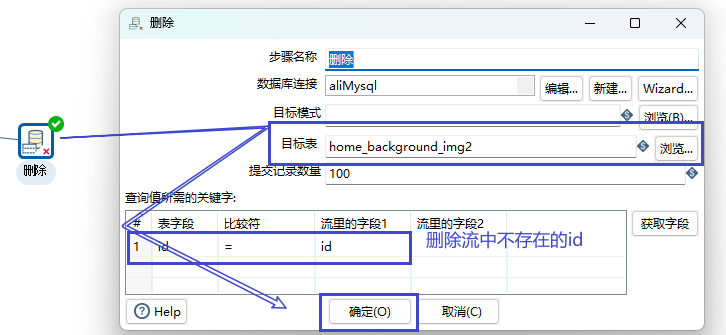 删除
步骤名称 删除
数据库连接 aliMysql 编辑... 新建... Wizard...
目标模式 浏览(B)...
目标表 home_background_img2 浏览...
提交记录数量 100
查询值所需的关键字:
# 表字段 比较符 流里的字段1 流里的字段2 获取字段
1 id = id
删除流中不存在的id
Help 确定(O) 取消(C)
删除